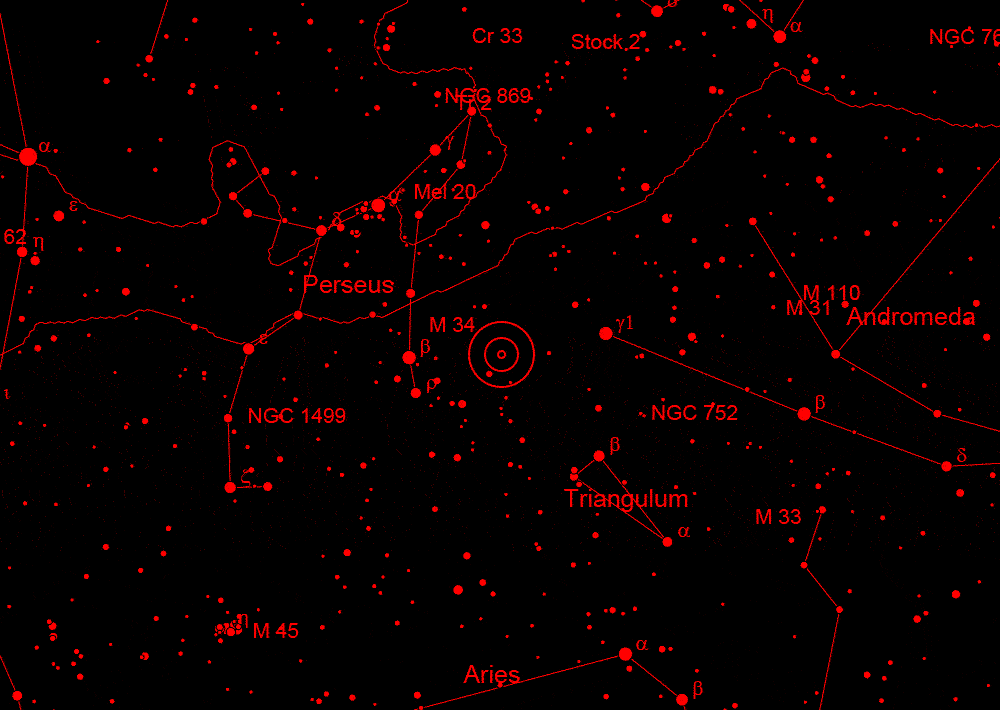 α
η
α
Cr 33
Stock 2
NGC 76
NGC 869
h 2
α
γ
ε
Mel 20
α
δ
62
η
Perseus
M 110
M 31
Andromeda
M 34
γ1
ε
β
ι
ρ
β
NGC 1499
NGC 752
β
δ
ζ
Triangulum
M 33
α
η
M 45
α
Aries
β